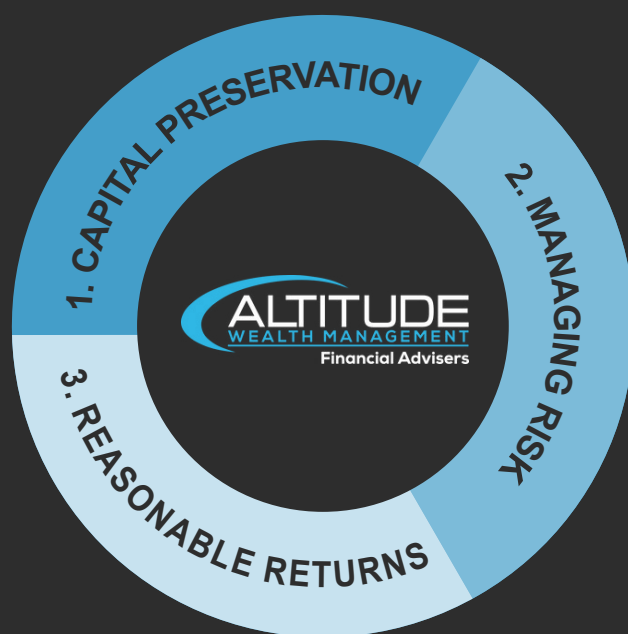 1. CAPITAL PRESERVATION
2. MANAGING RISK
3. REASONABLE RETURNS
ALTITUDE
WEALTH MANAGEMENT
Financial Advisers